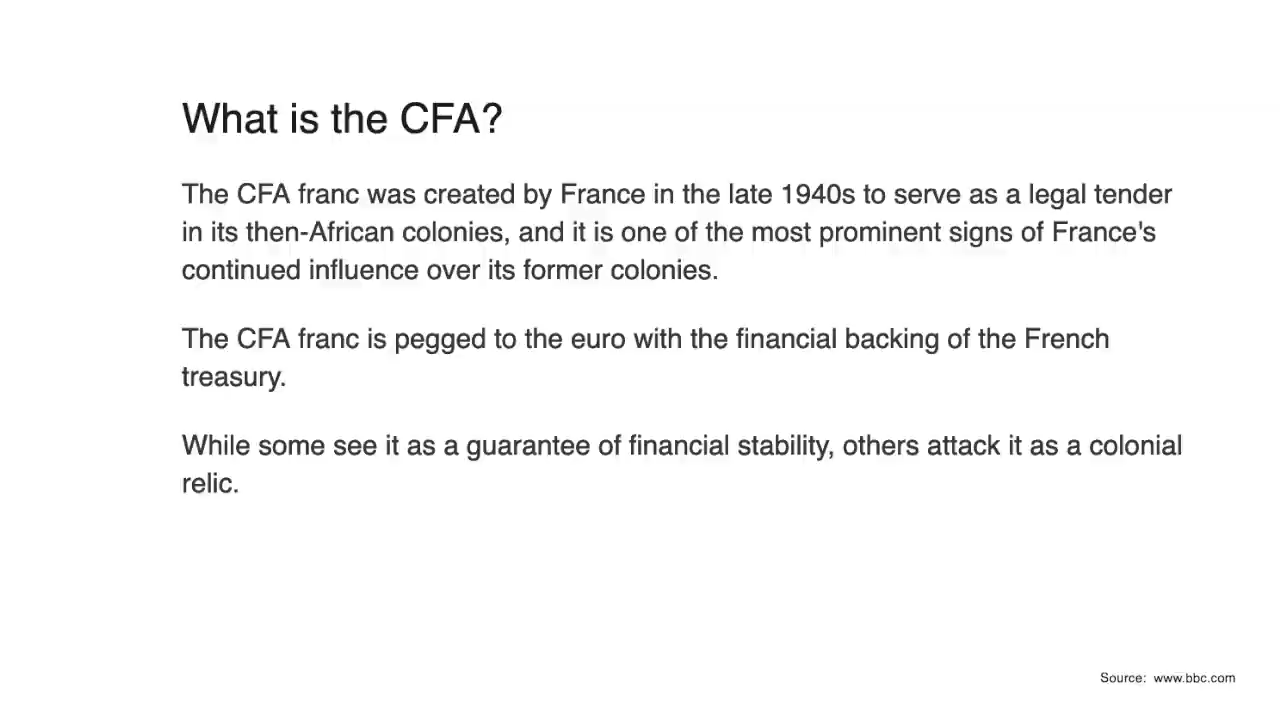 What is the CFA?
The CFA franc was created by France in the late 1940s to serve as a legal tender
in its then-African colonies, and it is one of the most prominent signs of France's
continued influence over its former colonies.
The CFA franc is pegged to the euro with the financial backing of the French
treasury.
While some see it as a guarantee of financial stability, others attack it as a colonial
relic.
Source: www.bbc.com